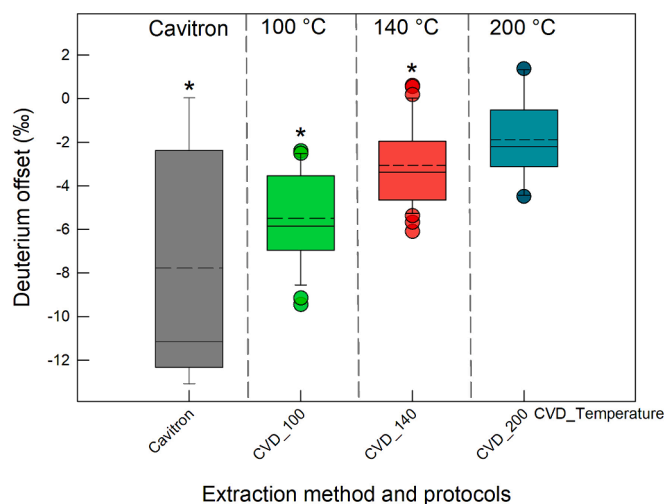 Cavitron 100 °C 140 °C 200 °C
2
0
-2
-4
-6
-8
-10
-12
* * *
Deuterium offset (‰)
Cavitron CVD_100 CVD_140 CVD_200 CVD_Temperature
Extraction method and protocols